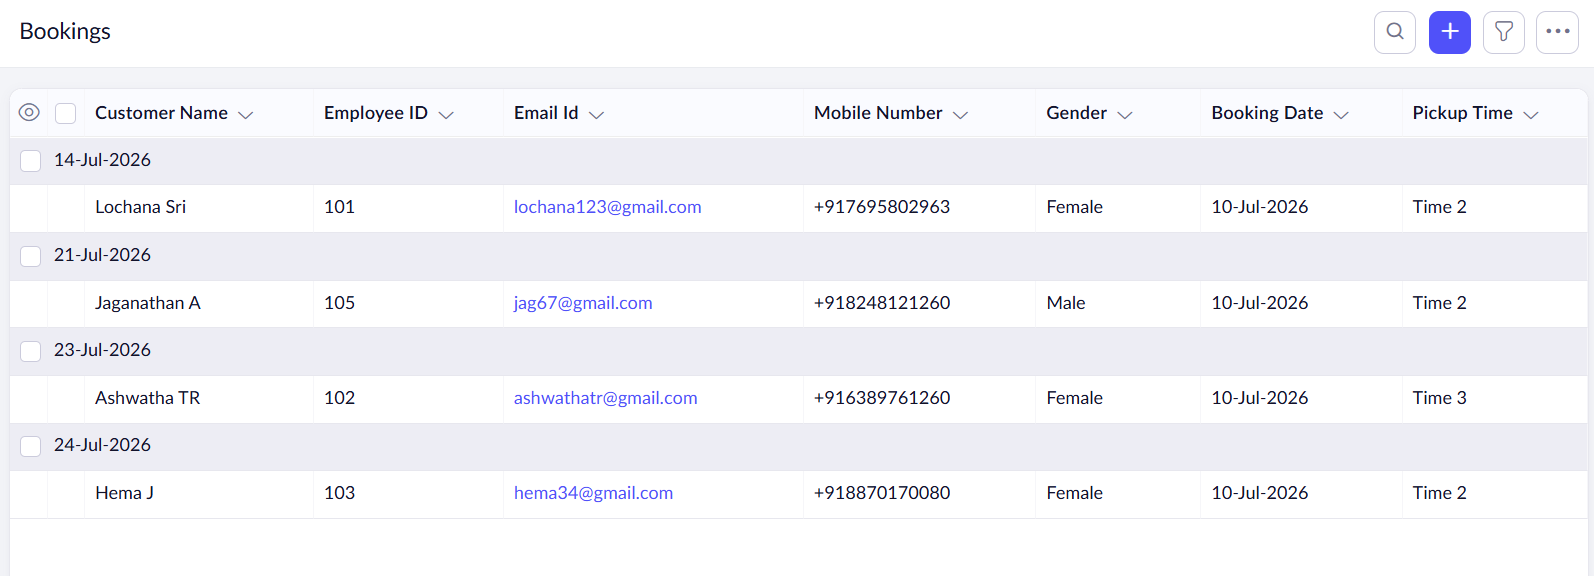 Bookings
Customer Name Employee ID Email Id Mobile Number Gender Booking Date Pickup Time
14-Jul-2026
Lochana Sri 101 lochana123@gmail.com +917695802963 Female 10-Jul-2026 Time 2
21-Jul-2026
Jaganathan A 105 jag67@gmail.com +918248121260 Male 10-Jul-2026 Time 2
23-Jul-2026
Ashwatha TR 102 ashwathatr@gmail.com +916389761260 Female 10-Jul-2026 Time 3
24-Jul-2026
Hema J 103 hema34@gmail.com +918870170080 Female 10-Jul-2026 Time 2